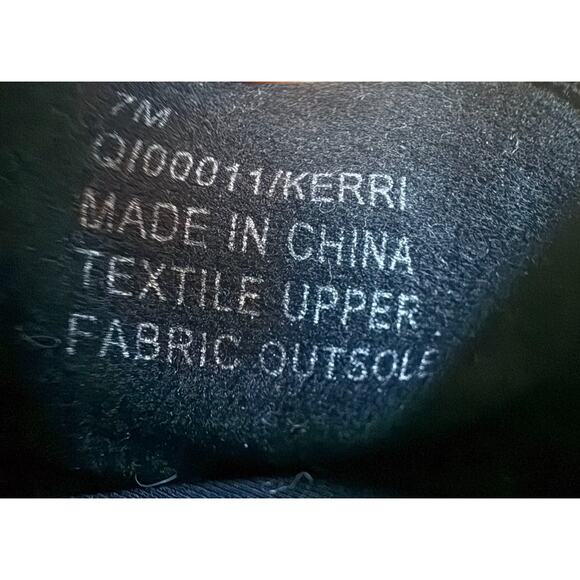 7M
QI00011/KERRI
MADE IN CHINA
TEXTILE UPPER
FABRIC OUTSOLE